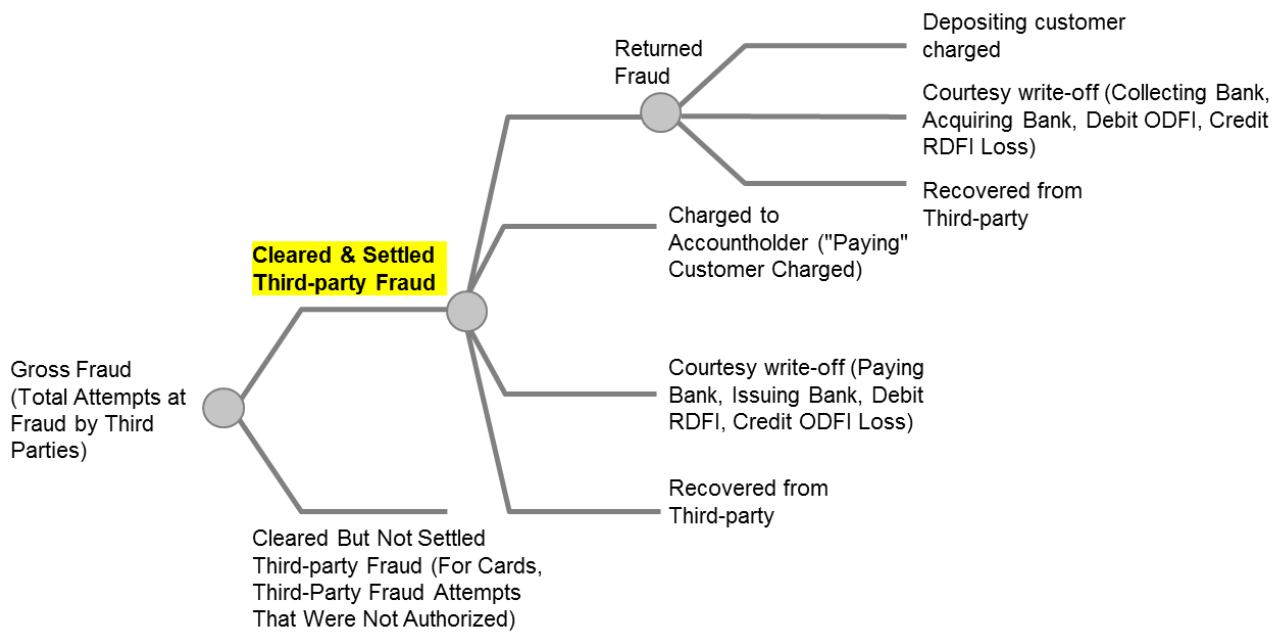 Gross Fraud
(Total Attempts at
Fraud by Third
Parties)
Cleared & Settled
Third-party Fraud
Cleared But Not Settled
Third-party Fraud (For Cards,
Third-Party Fraud Attempts
That Were Not Authorized)
Returned
Fraud
Charged to
Accountholder ("Paying"
Customer Charged)
Courtesy write-off (Paying
Bank, Issuing Bank, Debit
RDFI, Credit ODFI Loss)
Recovered from
Third-party
Depositing customer
charged
Courtesy write-off (Collecting Bank,
Acquiring Bank, Debit ODFI, Credit
RDFI Loss)
Recovered from
Third-party